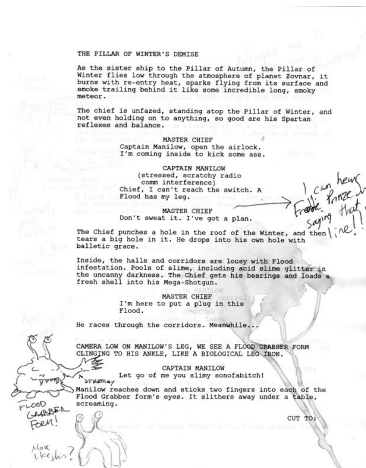 THE PILLAR OF WINTER'S DEMISE
As the sister ship to the Pillar of Autumn, the Pillar of
Winter flies low through the atmosphere of planet Zovnar, it
burns with re-entry heat, sparks flying from its surface and
smoke trailing behind it like some incredible long, smoky
meteor.
The chief is unfazed, standing atop the Pillar of Winter, and
not even holding on to anything, so good are his Spartan
reflexes and balance.
MASTER CHIEF
Captain Manilow, open the airlock.
I'm coming inside to kick some ass.
CAPTAIN MANILOW
(stressed, scratchy radio
comm interference)
Chief, I can't reach the switch. A
Flood has my leg.
MASTER CHIEF
Don't sweat it. I've got a plan.
I can hear
Freddie Prinze Jr
saying that
line!!
The Chief punches a hole in the roof of the Winter, and then
tears a big hole in it. He drops into his own hole with
balletic grace.
Inside, the halls and corridors are lousy with Flood
infestation. Pools of slime, including acid slime glitter in
the uncanny darkness. The Chief gets his bearings and loads a
fresh shell into his Mega-Shotgun.
MASTER CHIEF
I'm here to put a plug in this
Flood.
He races through the corridors. Meanwhile...
CAMERA LOW ON MANILOW'S LEG, WE SEE A FLOOD GRABBER FORM
CLINGING TO HIS ANKLE, LIKE A BIOLOGICAL LEG IRON.
CAPTAIN MANILOW
Let go of me you slimy sonofabitch!
Manilow reaches down and sticks two fingers into each of the
Flood Grabber form's eyes. It slithers away under a table,
screaming.
CUT TO:
FLOOD
GRABBER
FORM!
More
like this?